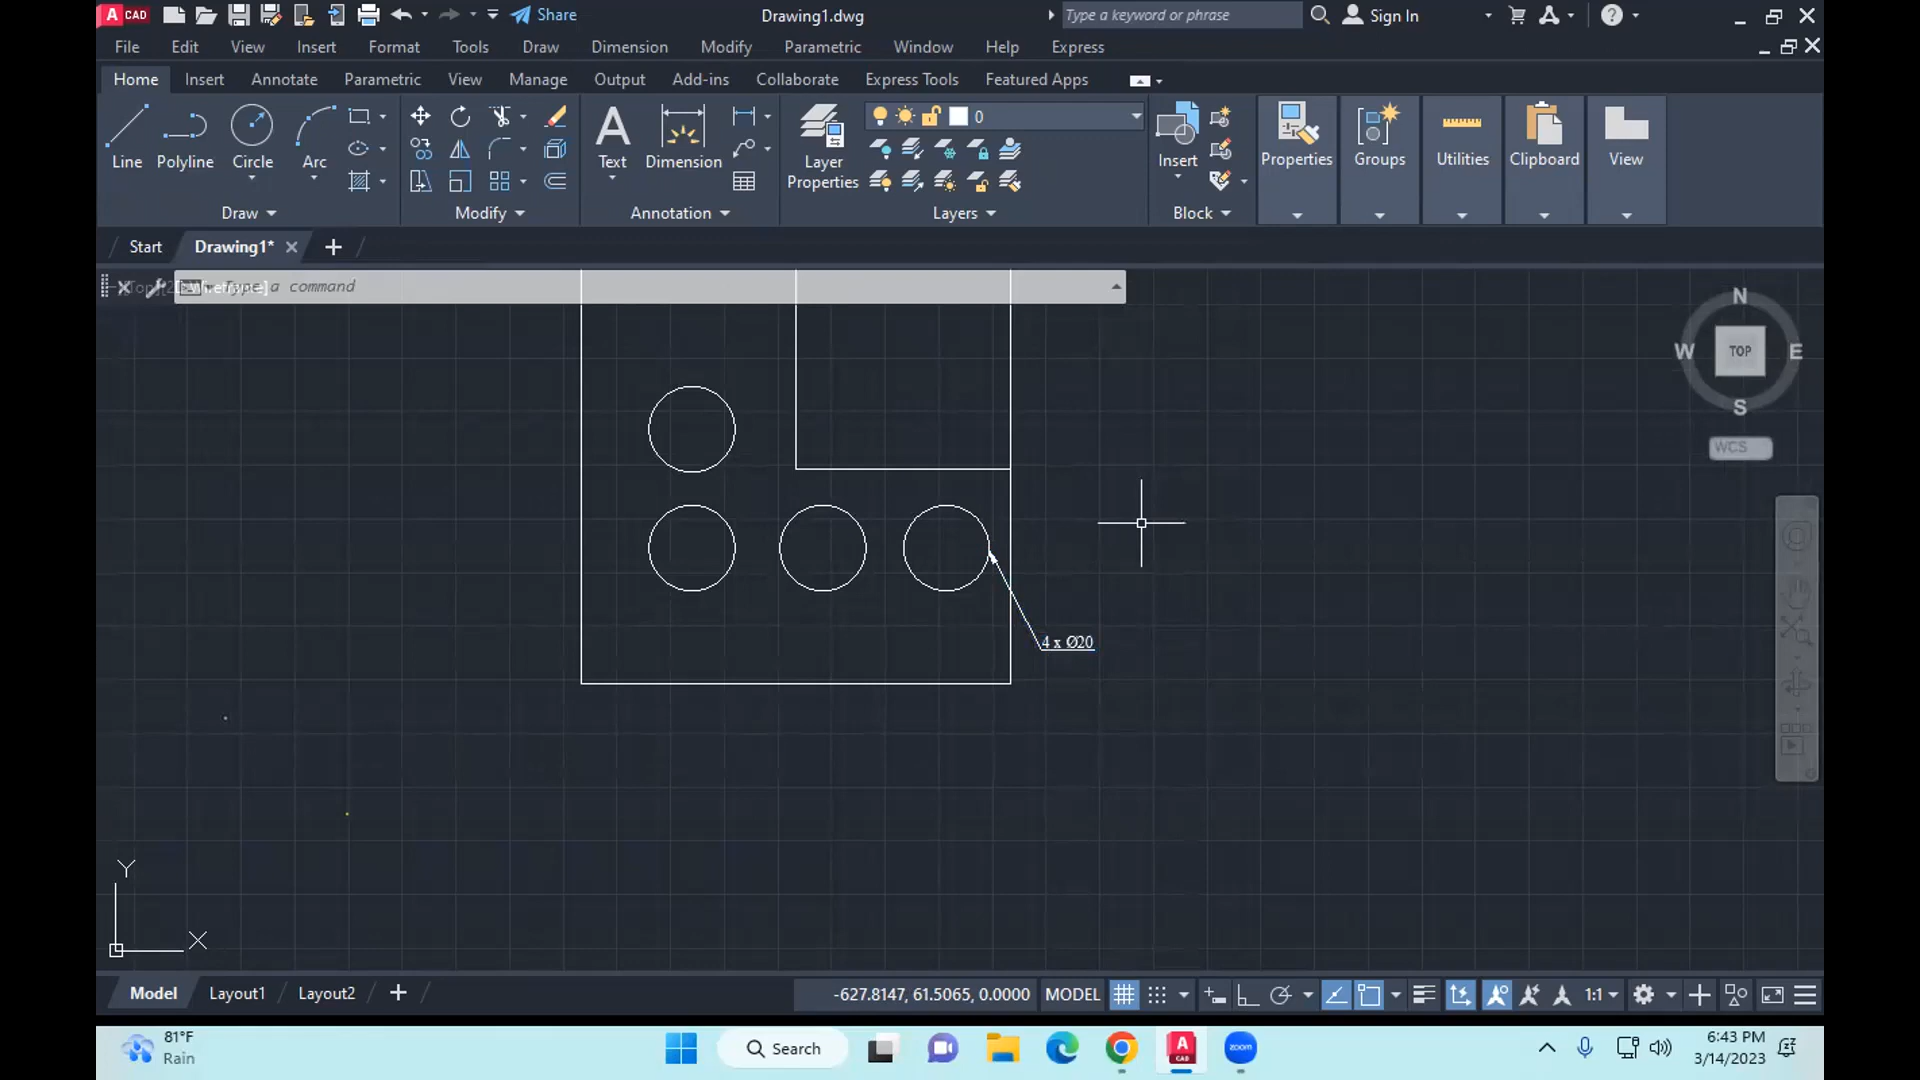 A CAD Share Drawing1.dwg Type a keyword or phrase Sign In
File Edit View Insert Format Tools Draw Dimension Modify Parametric Window Help Express
Home Insert Annotate Parametric View Manage Output Add-ins Collaborate Express Tools Featured Apps
0
Line Polyline Circle Arc A Text Dimension Layer Properties Insert Properties Groups Utilities Clipboard View
Draw Modify Annotation Layers Block
Start Drawing1*
Type a command
N
W TOP E
S
WCS
4 x Ø20
Y
X
Model Layout1 Layout2 -627.8147, 61.5065, 0.0000 MODEL 1:1
81°F
Rain
Search
A CAD
zoom
6:43 PM
3/14/2023